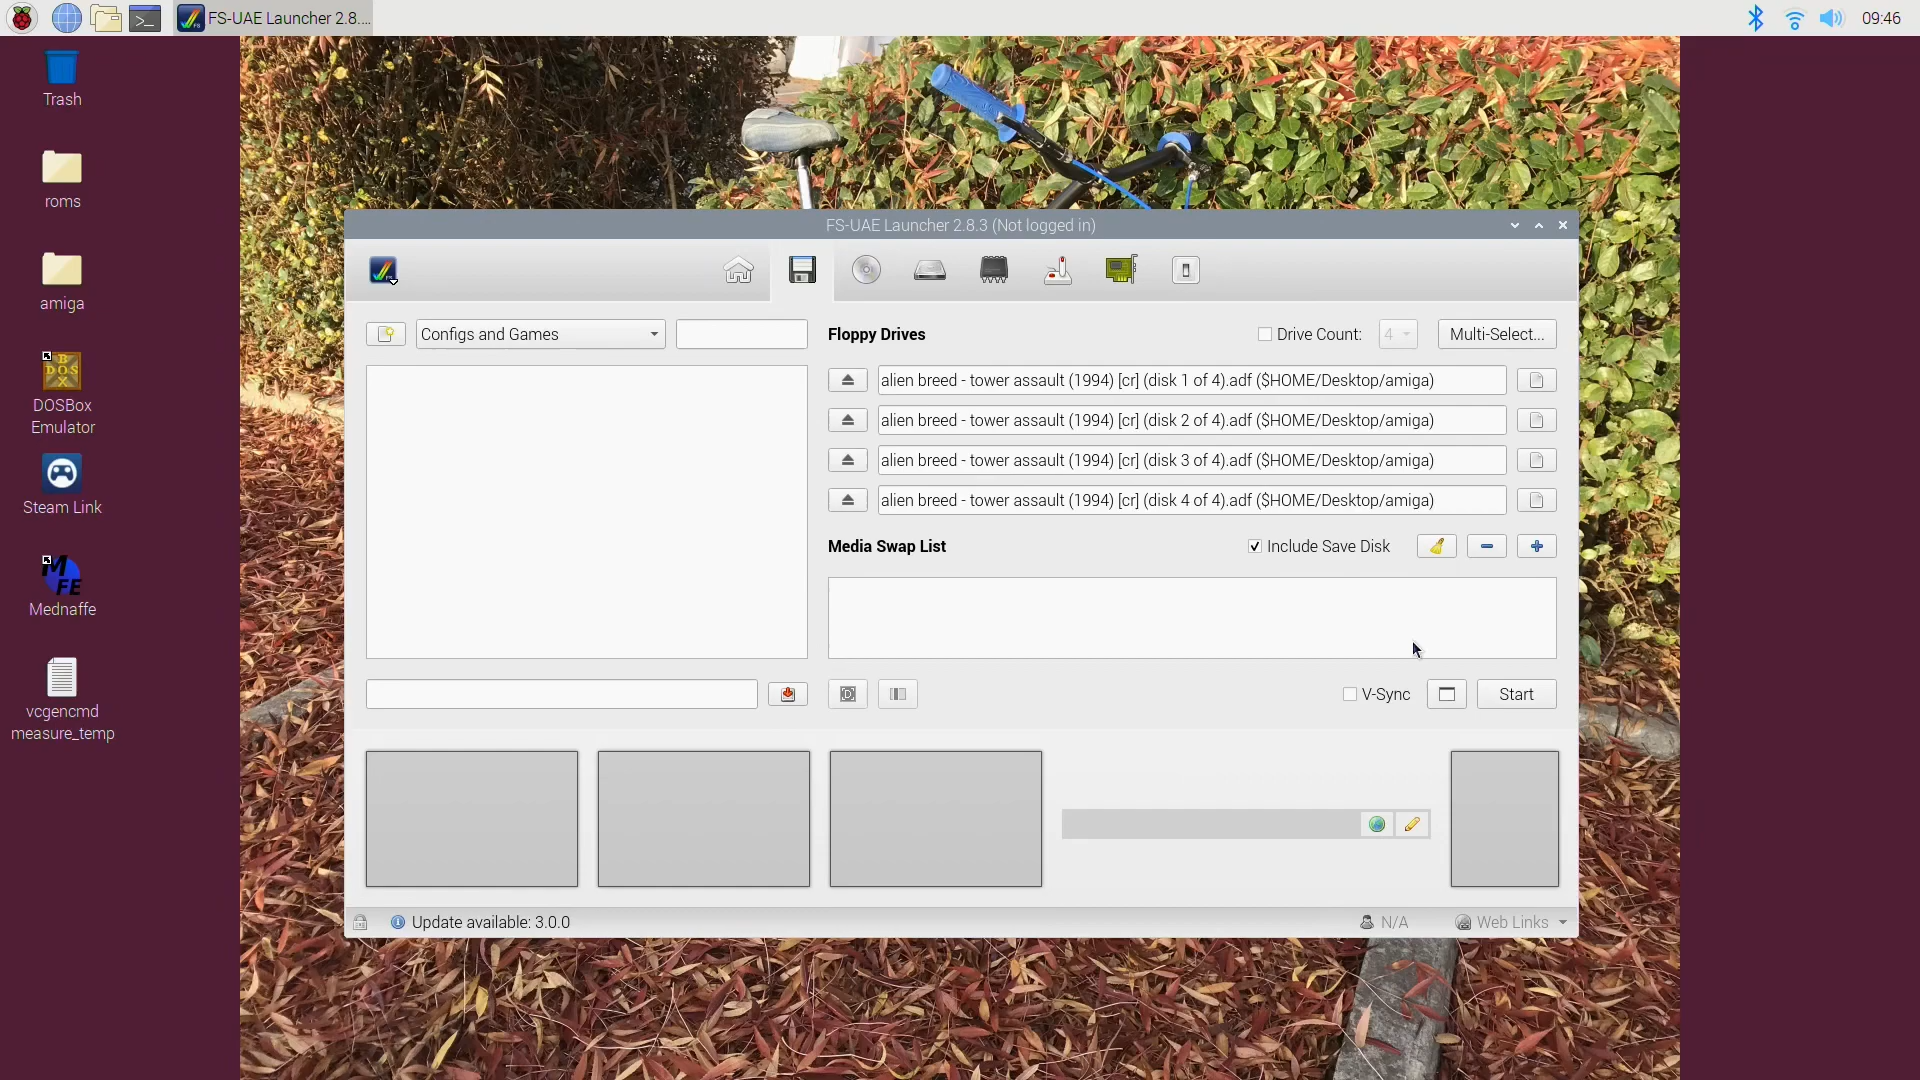 FS-UAE Launcher 2.8....
09:46
Trash
roms
amiga
DOSBox
Emulator
Steam Link
Mednaffe
vcgencmd
measure_temp
FS-UAE Launcher 2.8.3 (Not logged in)
Configs and Games
Floppy Drives
Drive Count:
4
Multi-Select...
alien breed - tower assault (1994) [cr] (disk 1 of 4).adf ($HOME/Desktop/amiga)
alien breed - tower assault (1994) [cr] (disk 2 of 4).adf ($HOME/Desktop/amiga)
alien breed - tower assault (1994) [cr] (disk 3 of 4).adf ($HOME/Desktop/amiga)
alien breed - tower assault (1994) [cr] (disk 4 of 4).adf ($HOME/Desktop/amiga)
Media Swap List
Include Save Disk
V-Sync
Start
Update available: 3.0.0
N/A
Web Links